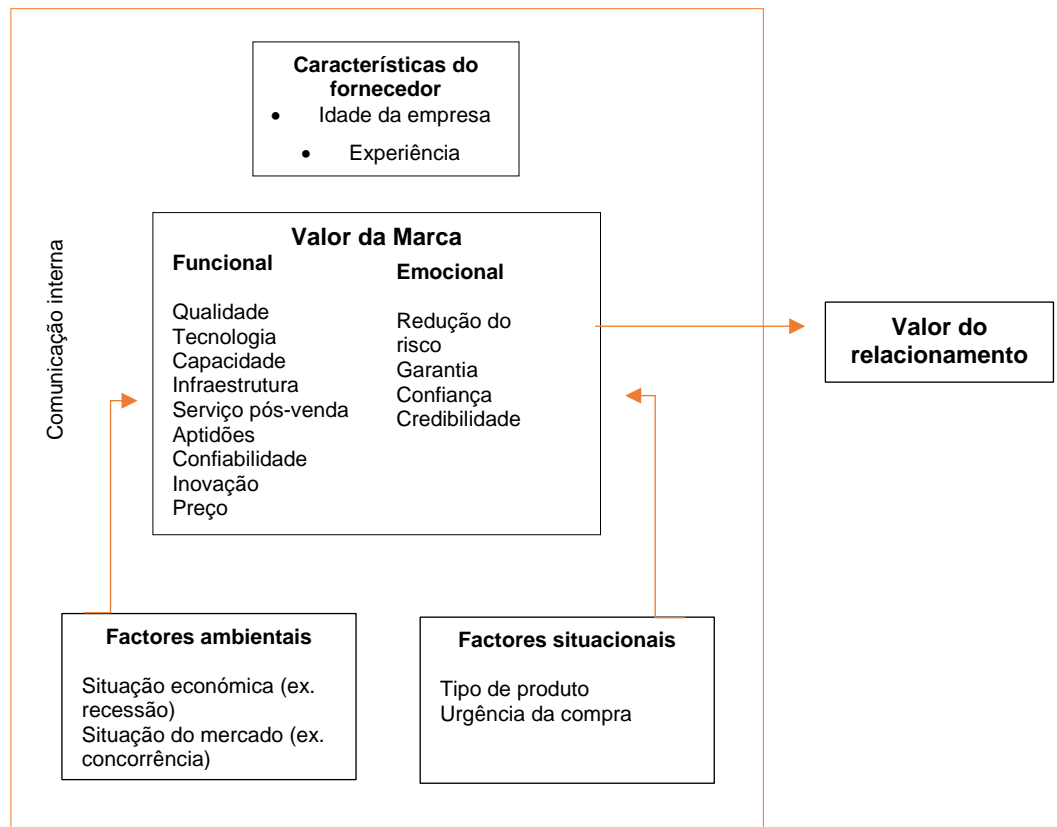 Características do
fornecedor
• Idade da empresa
• Experiência
Comunicação interna
Valor da Marca
Funcional
Qualidade
Tecnologia
Capacidade
Infraestrutura
Serviço pós-venda
Aptidões
Confiabilidade
Inovação
Preço
Emocional
Redução do
risco
Garantia
Confiança
Credibilidade
Valor do
relacionamento
Factores ambientais
Situação económica (ex.
recessão)
Situação do mercado (ex.
concorrência)
Factores situacionais
Tipo de produto
Urgência da compra